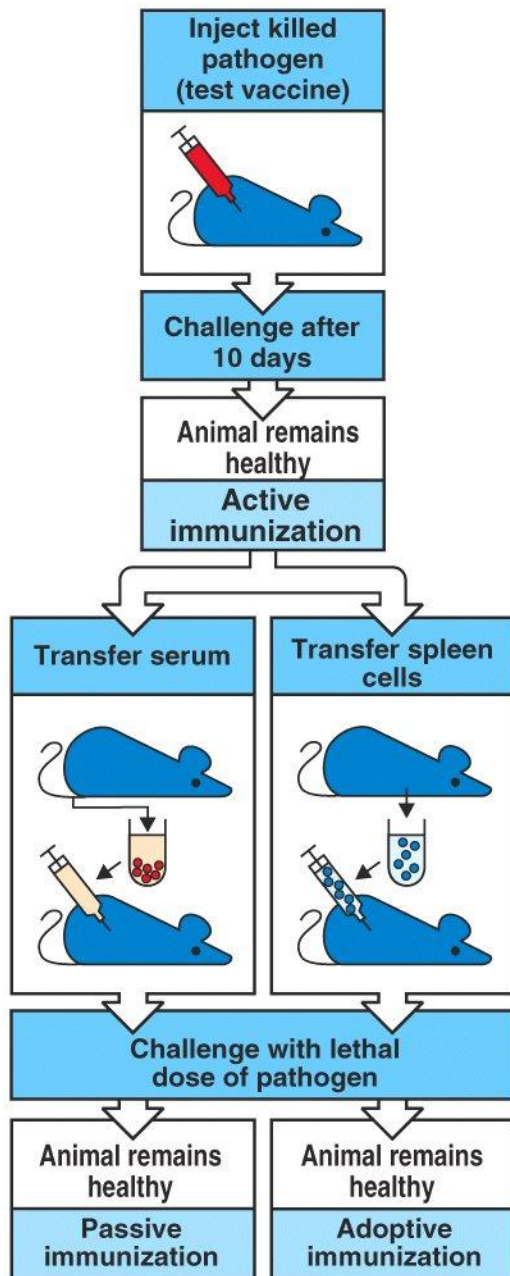 Inject killed
pathogen
(test vaccine)
Challenge after
10 days
Animal remains
healthy
Active
immunization
Transfer serum
Transfer spleen
cells
Challenge with lethal
dose of pathogen
Animal remains
healthy
Passive
immunization
Animal remains
healthy
Adoptive
immunization